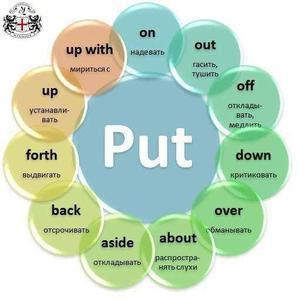 on
надевать
out
гасить,
тушить
off
отклады-
вать,
медлить
down
критиковать
over
обманывать
about
распростра-
нять слухи
aside
откладывать
back
отсрочивать
forth
выдвигать
up
устанавли-
вать
up with
мириться с
Put